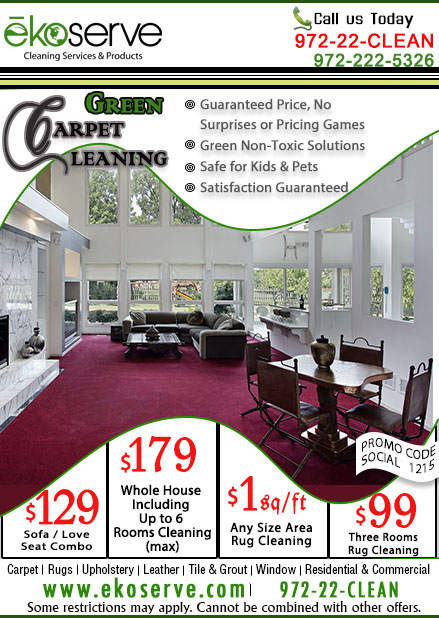 ēkoserve
Cleaning Services & Products
Call us Today
972-22-CLEAN
972-222-5326
Green
Carpet
Cleaning
Guaranteed Price, No
Surprises or Pricing Games
Green Non-Toxic Solutions
Safe for Kids & Pets
Satisfaction Guaranteed
PROMO CODE
SOCIAL 1215
$129
Sofa / Love
Seat Combo
$179
Whole House
Including
Up to 6
Rooms Cleaning
(max)
$1sq/ft
Any Size Area
Rug Cleaning
$99
Three Rooms
Rug Cleaning
Carpet | Rugs | Upholstery | Leather | Tile & Grout | Window | Residential & Commercial
www.ekoserve.com | 972-22-CLEAN
Some restrictions may apply. Cannot be combined with other offers.